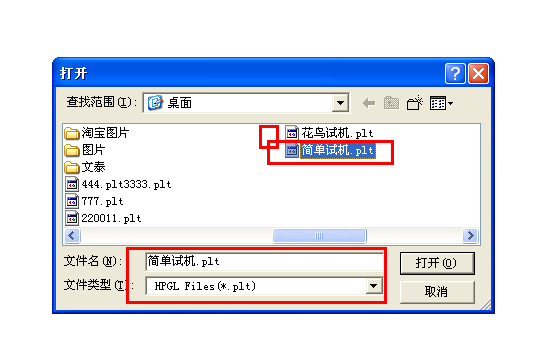 打开
查找范围(I):
桌面
淘宝图片
图片
文泰
444.plt3333.plt
777.plt
220011.plt
花鸟试机.plt
简单试机.plt
文件名(N):
简单试机.plt
打开(O)
文件类型(T):
HPGL Files(*.plt)
取消